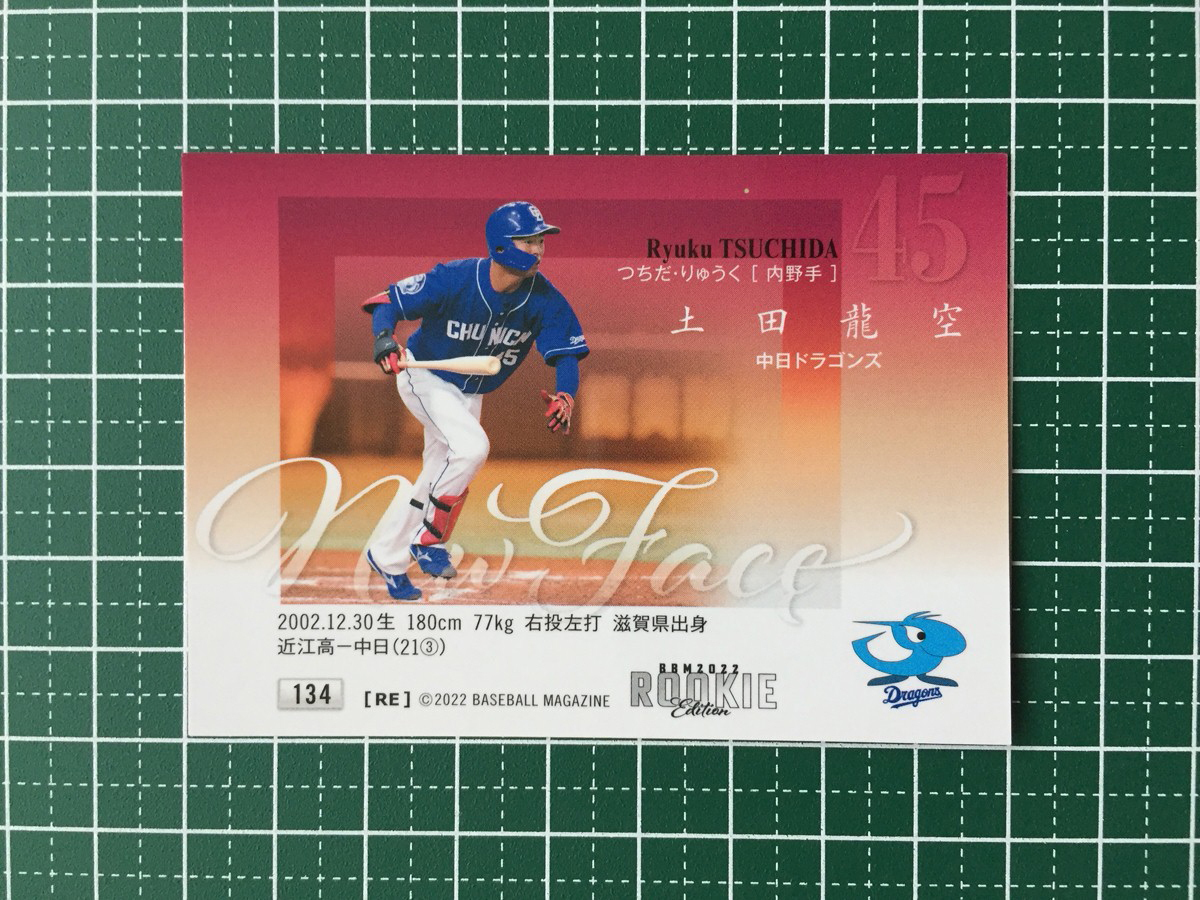 45
Ryuku TSUCHIDA
つちだ・りゅうく [ 内野手 ]
土田龍空
中日ドラゴンズ
CHUNICHI
45
New Face
2002.12.30生 180cm 77kg 右投左打 滋賀県出身
近江高ー中日(21③)
134 [RE] ©2022 BASEBALL MAGAZINE
BBM2022
ROOKIE
Edition
Dragons